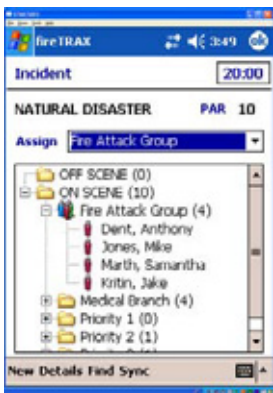 fireTRAX 3:49 ok
Incident 20:00
NATURAL DISASTER PAR 10
Assign Fire Attack Group
OFF SCENE (0)
ON SCENE (10)
Fire Attack Group (4)
Dent, Anthony
Jones, Mike
Marth, Samantha
Kritin, Jake
Medical Branch (4)
Priority 1 (0)
Priority 2 (1)
New Details Find Sync